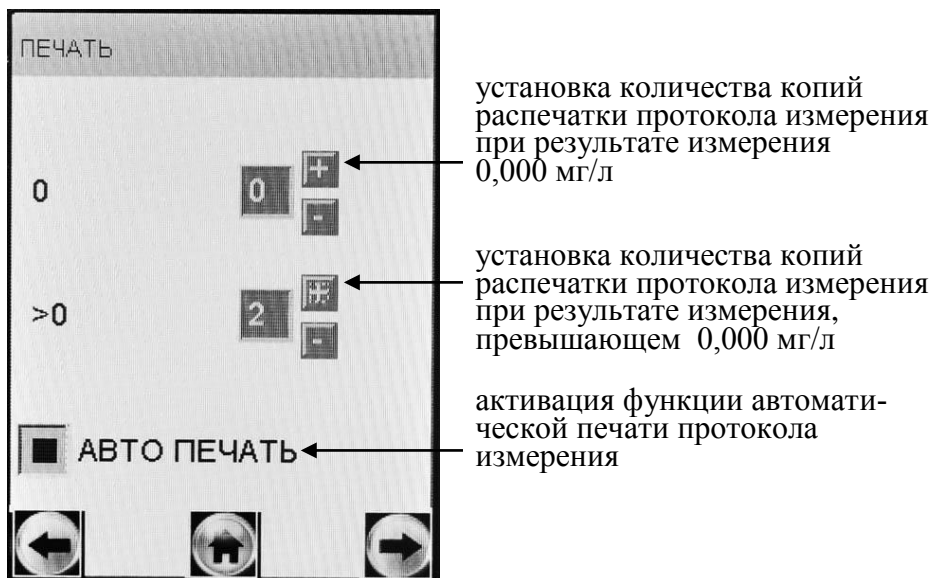 ПЕЧАТЬ
установка количества копий
распечатки протокола измерения
при результате измерения
0,000 мг/л
0
0
+
-
установка количества копий
распечатки протокола измерения
при результате измерения,
превышающем 0,000 мг/л
>0
2
+
-
активация функции автомати-
ческой печати протокола
измерения
АВТО ПЕЧАТЬ